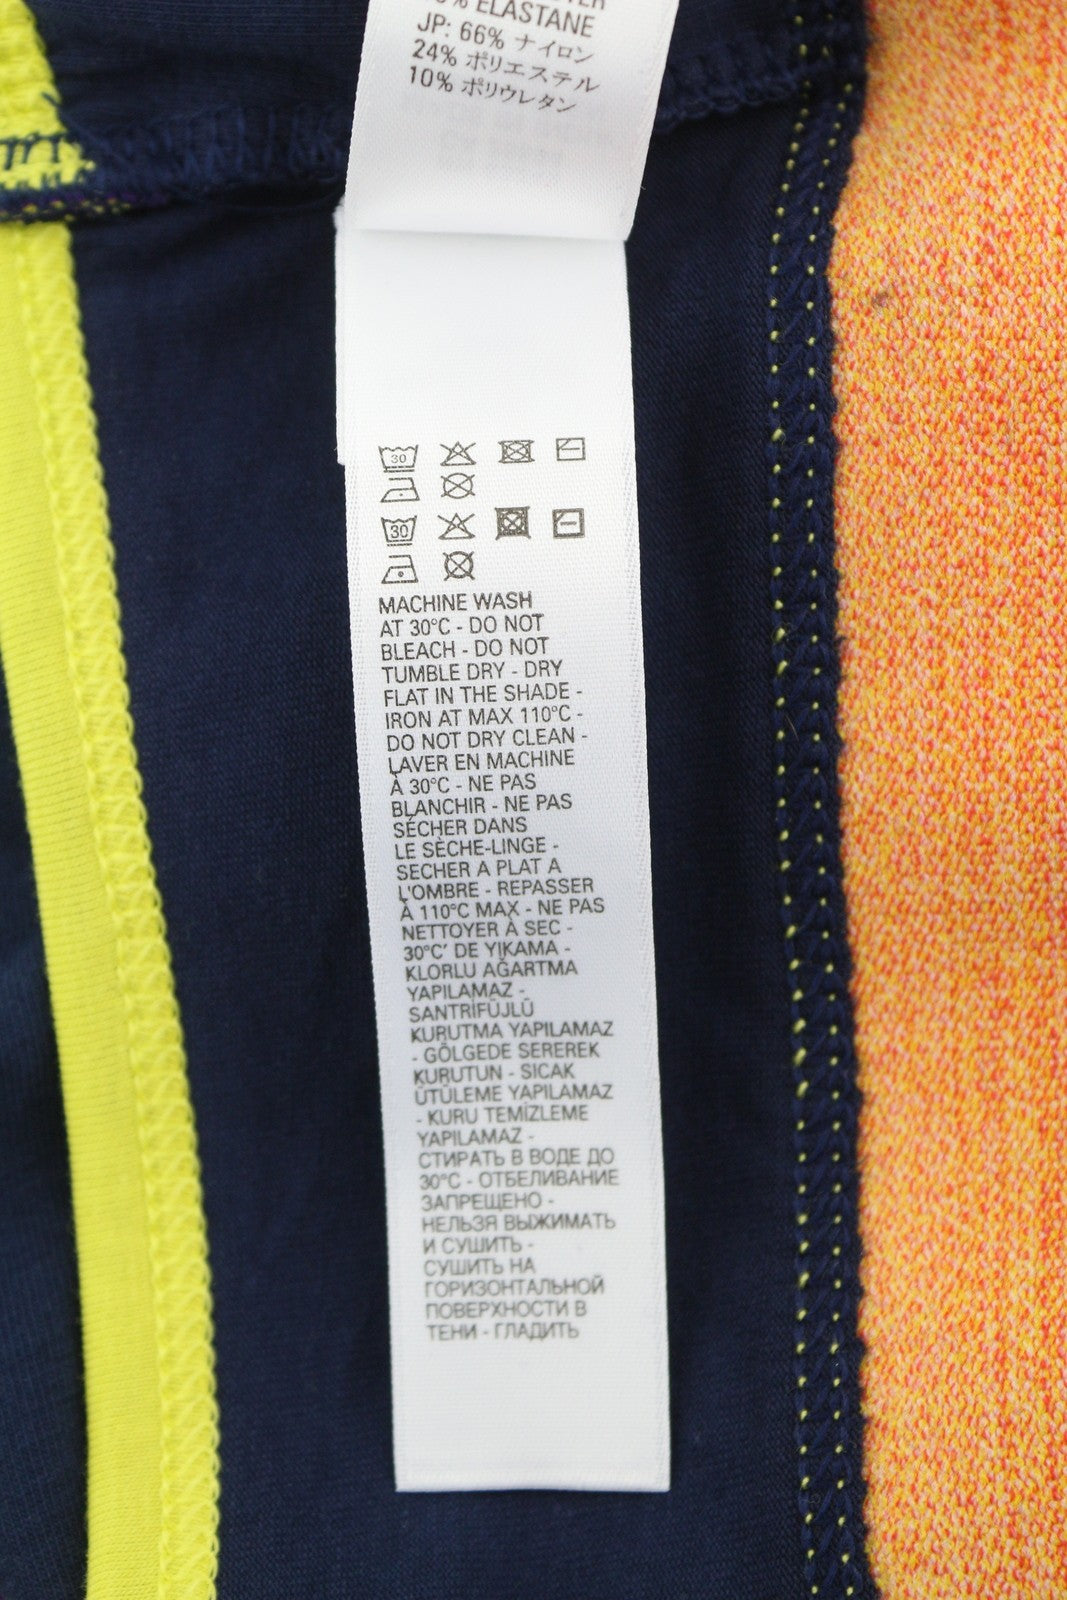 ELASTANE
JP: 66% ナイロン
24% ポリエステル
10% ポリウレタン
30
30
MACHINE WASH
AT 30°C - DO NOT
BLEACH - DO NOT
TUMBLE DRY - DRY
FLAT IN THE SHADE -
IRON AT MAX 110°C -
DO NOT DRY CLEAN -
LAVER EN MACHINE
À 30°C - NE PAS
BLANCHIR - NE PAS
SÉCHER DANS
LE SÈCHE-LINGE -
SECHER A PLAT A
L'OMBRE - REPASSER
À 110°C MAX - NE PAS
NETTOYER À SEC -
30°C' DE YIKAMA -
KLORLU AĞARTMA
YAPILAMAZ -
SANTRİFÜJLÜ
KURUTMA YAPILAMAZ
- GÖLGEDE SEREREK
KURUTUN - SICAK
ÜTÜLEME YAPILAMAZ
- KURU TEMİZLEME
YAPILAMAZ -
СТИРАТЬ В ВОДЕ ДО
30°C - ОТБЕЛИВАНИЕ
ЗАПРЕЩЕНО -
НЕЛЬЗЯ ВЫЖИМАТЬ
И СУШИТЬ -
СУШИТЬ НА
ГОРИЗОНТАЛЬНОЙ
ПОВЕРХНОСТИ В
ТЕНИ - ГЛАДИТЬ